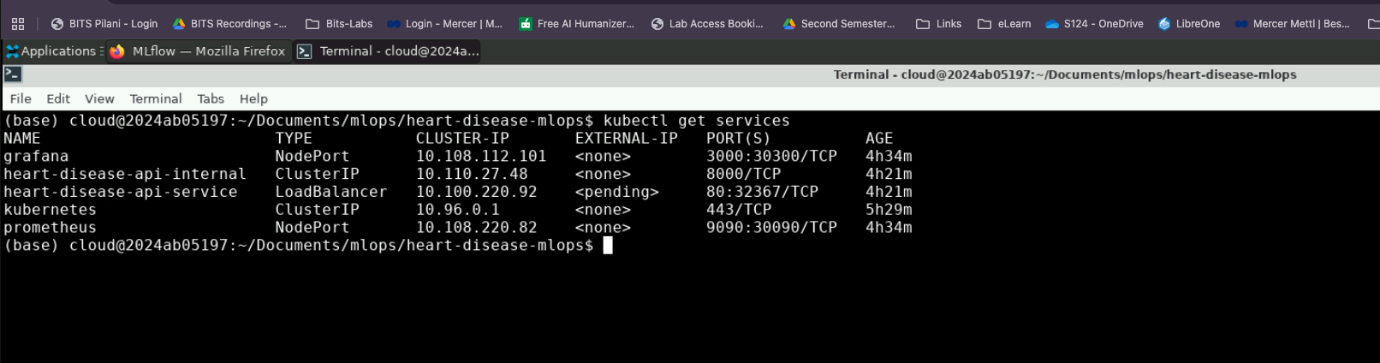 BITS Pilani - Login BITS Recordings -... Bits-Labs Login - Mercer | M... Free AI Humanizer... Lab Access Booki... Second Semester... Links eLearn S124 - OneDrive LibreOne Mercer Mettl | Bes...
Applications MLflow — Mozilla Firefox Terminal - cloud@2024a...
Terminal - cloud@2024ab05197:~/Documents/mlops/heart-disease-mlops
File Edit View Terminal Tabs Help
(base) cloud@2024ab05197:~/Documents/mlops/heart-disease-mlops$ kubectl get services
NAME TYPE CLUSTER-IP EXTERNAL-IP PORT(S) AGE
grafana NodePort 10.108.112.101 <none> 3000:30300/TCP 4h34m
heart-disease-api-internal ClusterIP 10.110.27.48 <none> 8000/TCP 4h21m
heart-disease-api-service LoadBalancer 10.100.220.92 <pending> 80:32367/TCP 4h21m
kubernetes ClusterIP 10.96.0.1 <none> 443/TCP 5h29m
prometheus NodePort 10.108.220.82 <none> 9090:30090/TCP 4h34m
(base) cloud@2024ab05197:~/Documents/mlops/heart-disease-mlops$